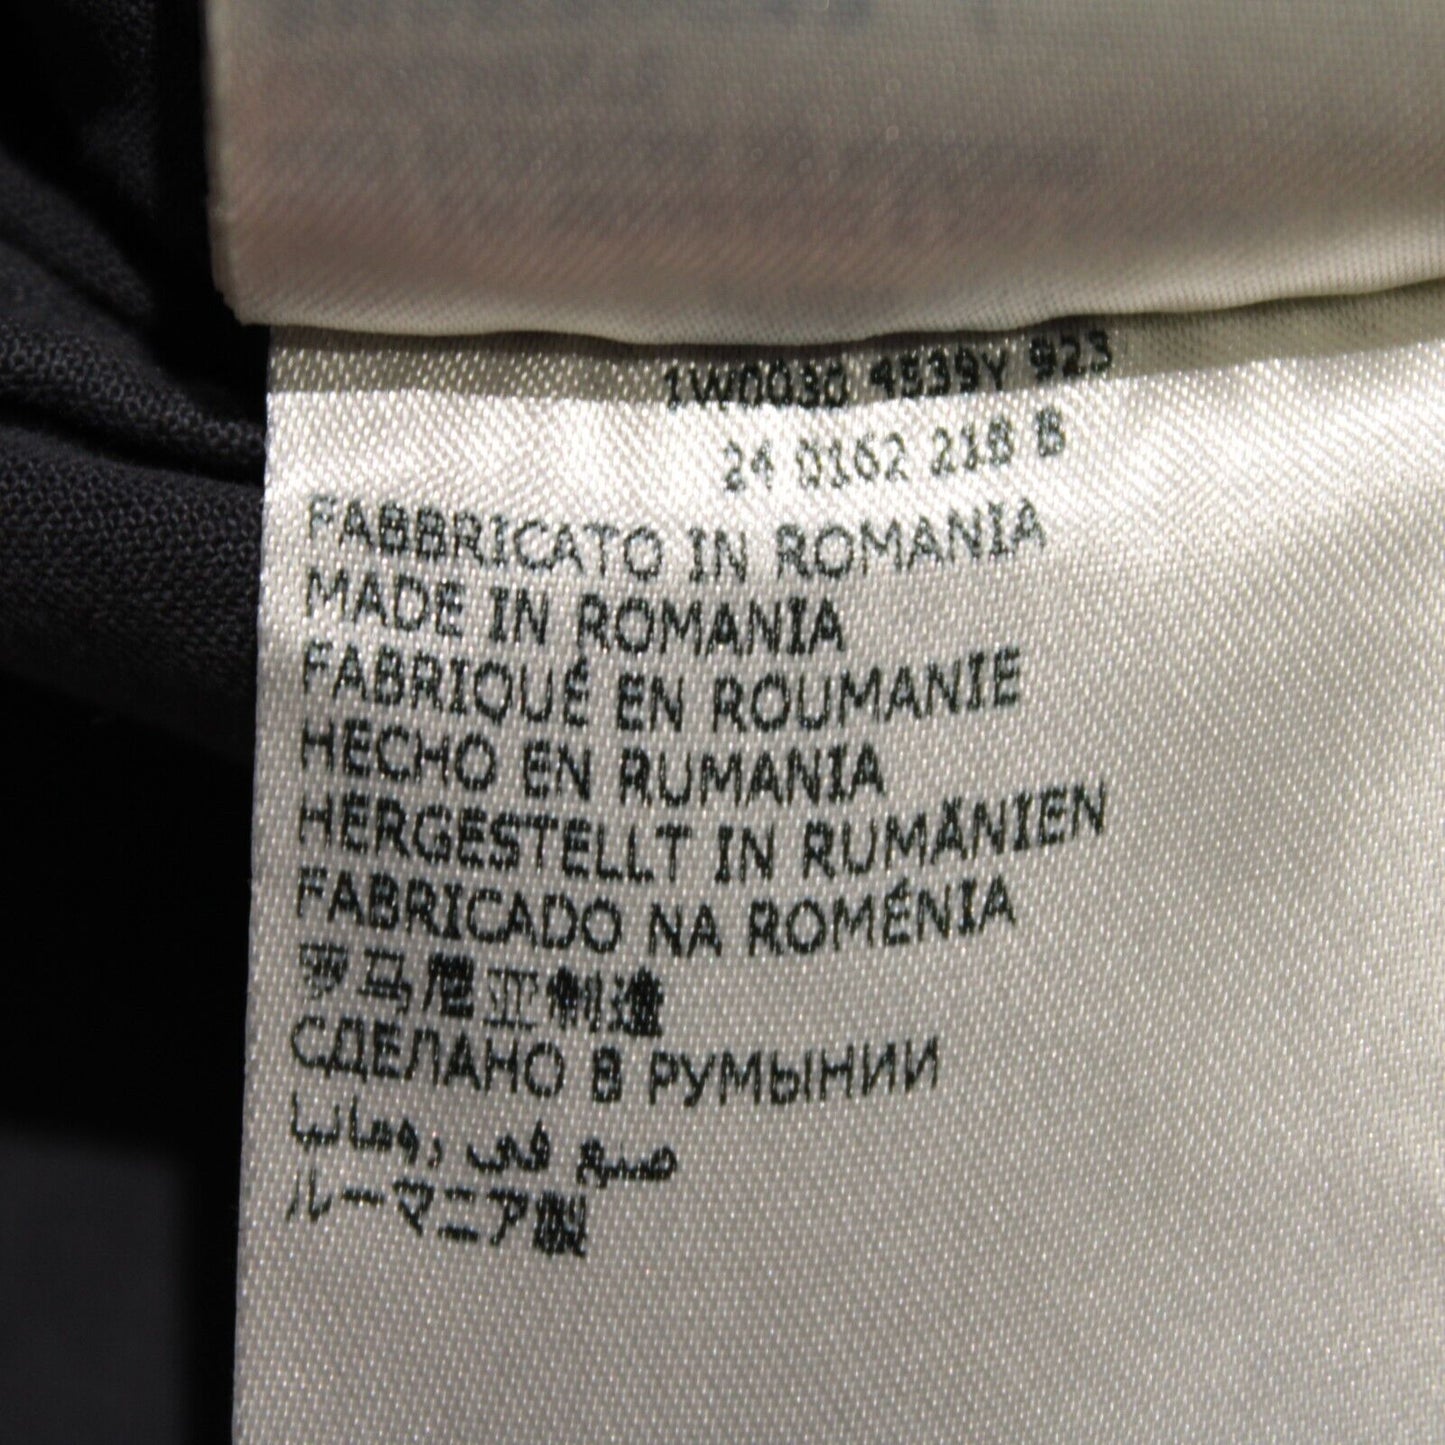 1W0030 4539Y 923
24 0162 218 B
FABBRICATO IN ROMANIA
MADE IN ROMANIA
FABRIQUÉ EN ROUMANIE
HECHO EN RUMANIA
HERGESTELLT IN RUMÄNIEN
FABRICADO NA ROMÉNIA
罗马尼亚制造
СДЕЛАНО В РУМЫНИИ
صنع في رومانيا
ルーマニア製